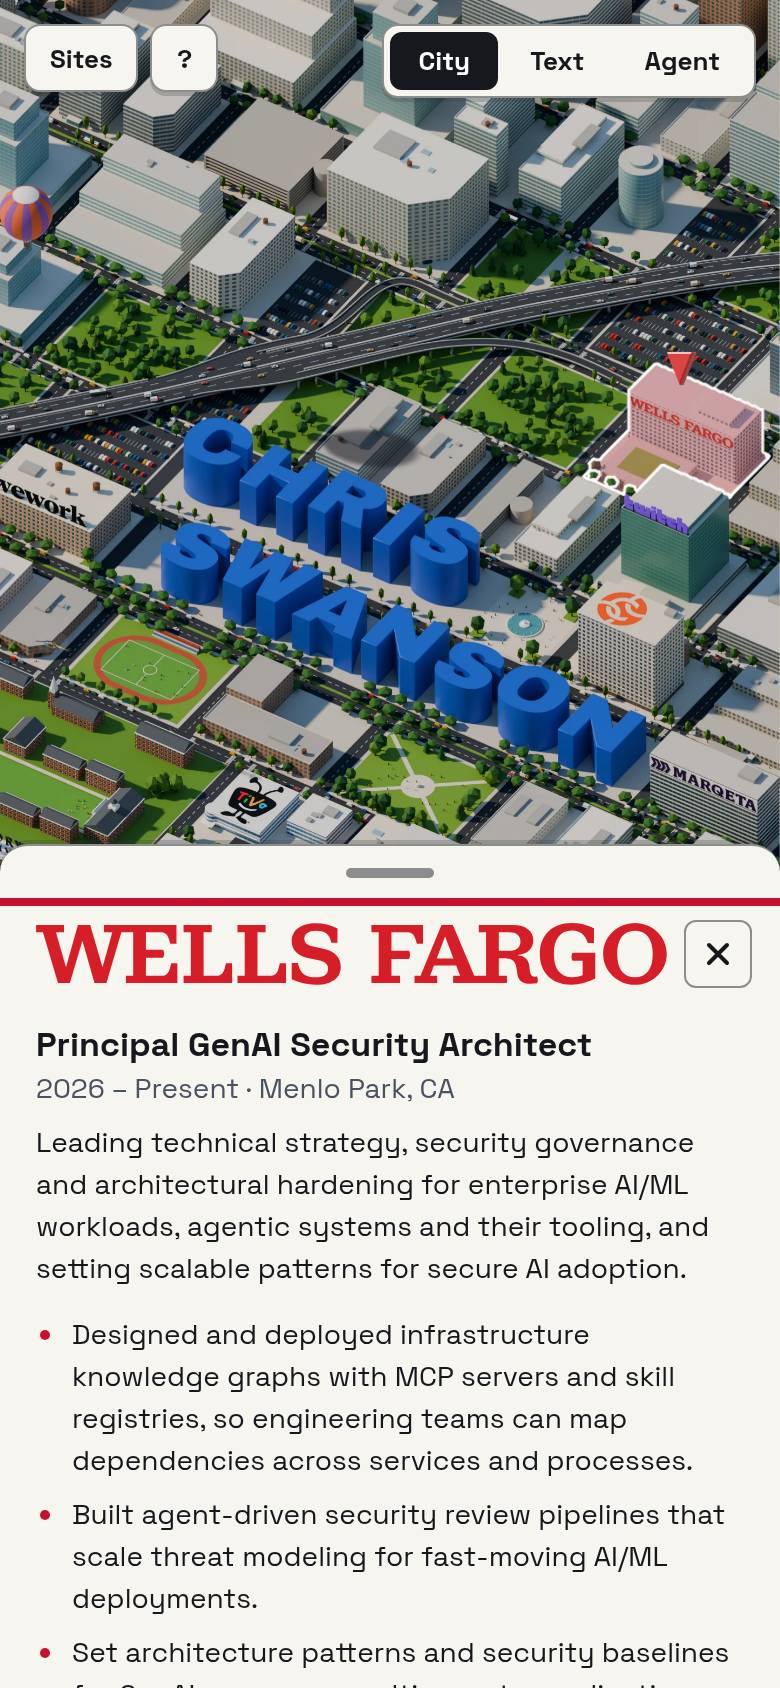 Sites
?
City
Text
Agent
WELLS FARGO
twitch
CHRIS
SWANSON
MARQETA
TiVo
WELLS FARGO
Principal GenAI Security Architect
2026 – Present · Menlo Park, CA
Leading technical strategy, security governance
and architectural hardening for enterprise AI/ML
workloads, agentic systems and their tooling, and
setting scalable patterns for secure AI adoption.
Designed and deployed infrastructure
knowledge graphs with MCP servers and skill
registries, so engineering teams can map
dependencies across services and processes.
Built agent-driven security review pipelines that
scale threat modeling for fast-moving AI/ML
deployments.
Set architecture patterns and security baselines